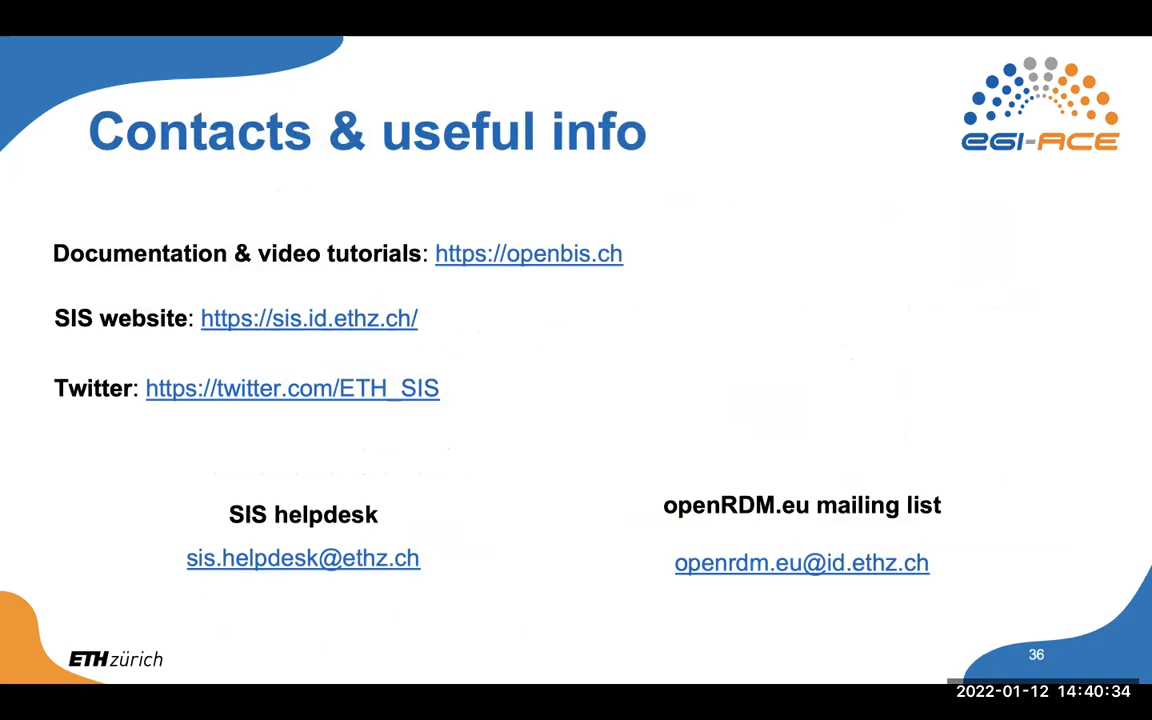 Contacts & useful info
EGI-ACE
Documentation & video tutorials: https://openbis.ch
SIS website: https://sis.id.ethz.ch/
Twitter: https://twitter.com/ETH_SIS
SIS helpdesk
sis.helpdesk@ethz.ch
openRDM.eu mailing list
openrdm.eu@id.ethz.ch
ETH zürich
36
2022-01-12 14:40:34